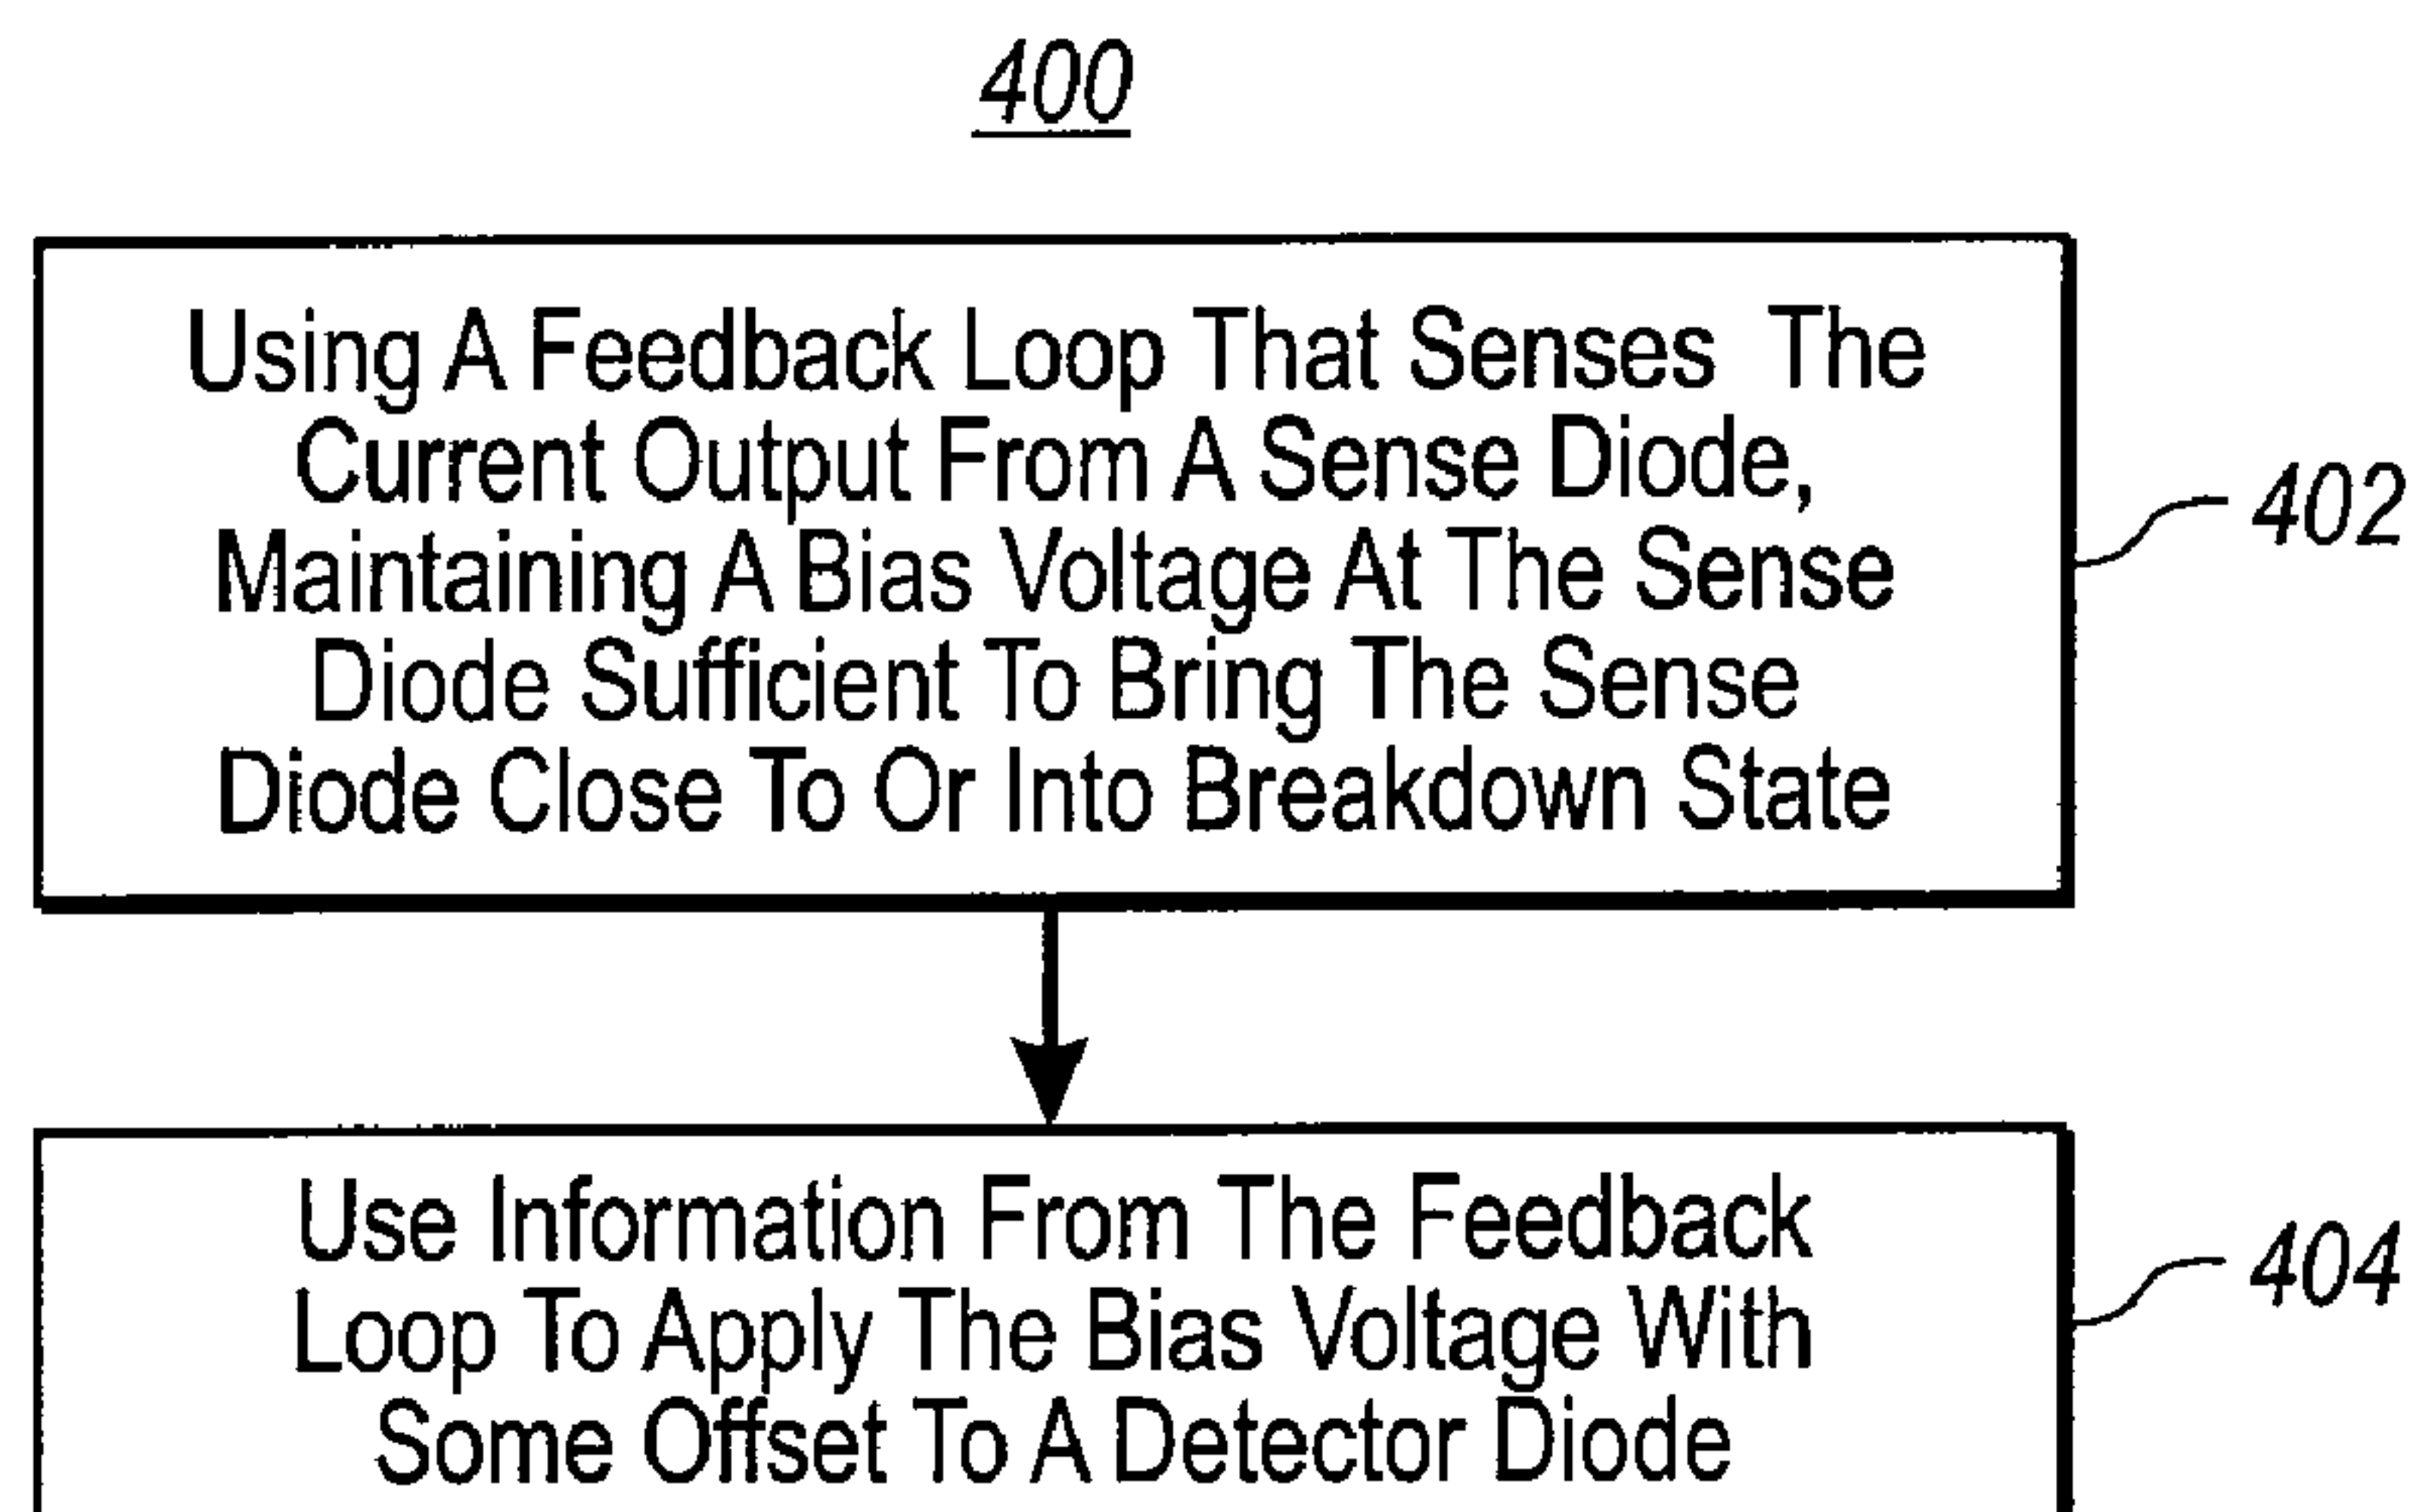 400
Using A Feedback Loop That Senses The
Current Output From A Sense Diode,
Maintaining A Bias Voltage At The Sense
Diode Sufficient To Bring The Sense
Diode Close To Or Into Breakdown State
402
Use Information From The Feedback
Loop To Apply The Bias Voltage With
Some Offset To A Detector Diode
404